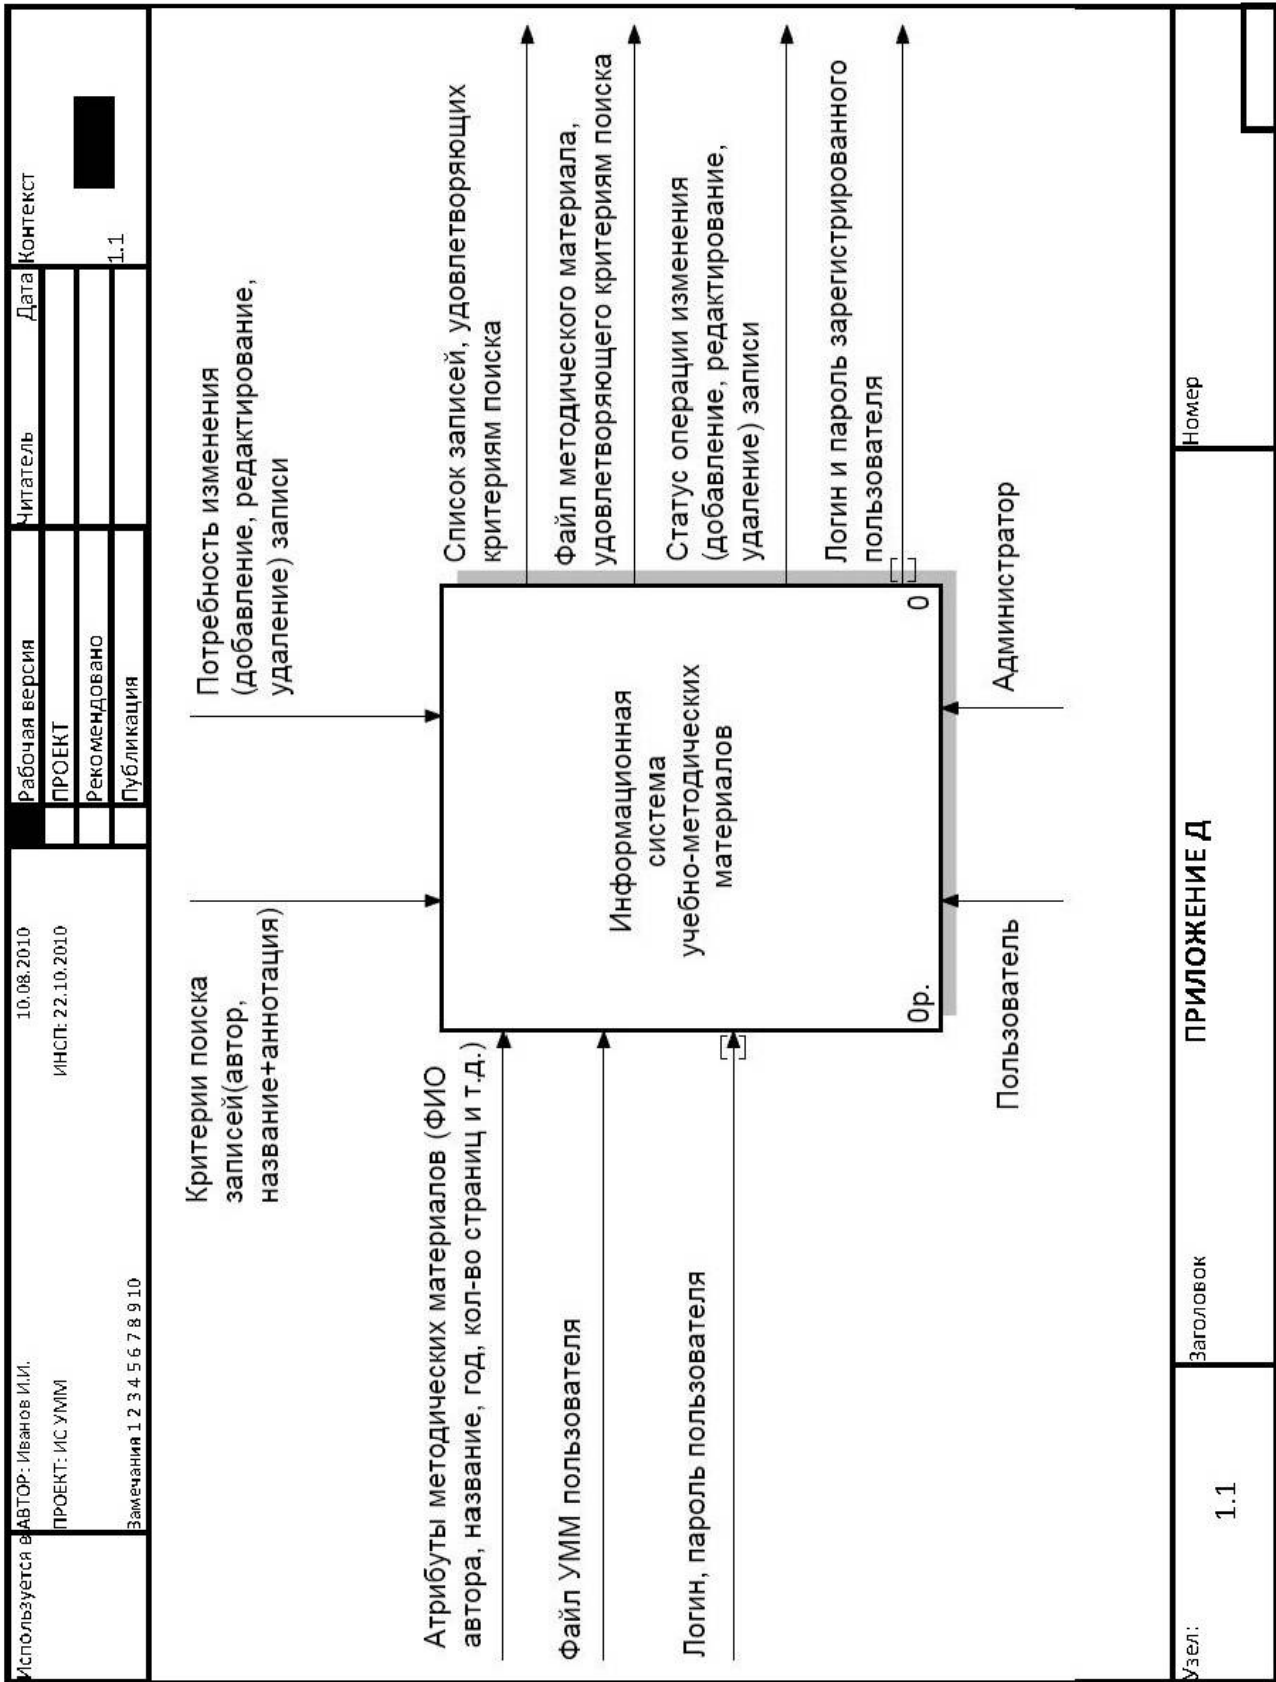 Используется в
АВТОР: Иванов И.И.
10.08.2010
ПРОЕКТ: ИС УММ
ИНСП: 22.10.2010
Замечания 1 2 3 4 5 6 7 8 9 10
Рабочая версия
ПРОЕКТ
Рекомендовано
Публикация
Читатель
Дата
Контекст
1.1
Критерии поиска
записей(автор,
название+аннотация)
Потребность изменения
(добавление, редактирование,
удаление) записи
Атрибуты методических материалов (ФИО
автора, название, год, кол-во страниц и т.д.)
Файл УММ пользователя
Логин, пароль пользователя
Информационная
система
учебно-методических
материалов
0р.
0
Список записей, удовлетворяющих
критериям поиска
Файл методического материала,
удовлетворяющего критериям поиска
Статус операции изменения
(добавление, редактирование,
удаление) записи
Логин и пароль зарегистрированного
пользователя
Пользователь
Администратор
Узел:
1.1
Заголовок
ПРИЛОЖЕНИЕ Д
Номер